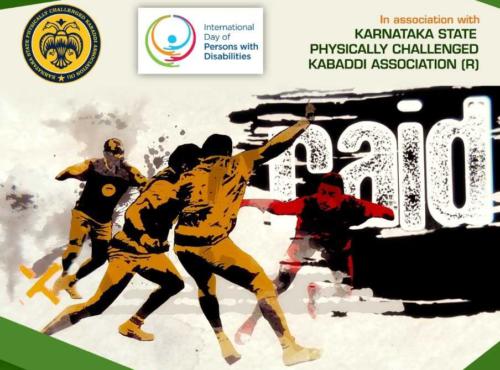 KARNATAKA STATE PHYSICALLY CHALLENGED KABADDI ASSOCIATION (R)
International
Day of
Persons with
Disabilities
In association with
KARNATAKA STATE
PHYSICALLY CHALLENGED
KABADDI ASSOCIATION (R)
raid